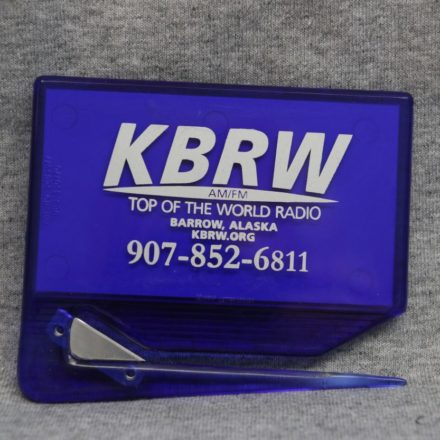 KBRW
AM/FM
TOP OF THE WORLD RADIO
BARROW, ALASKA
KBRW.ORG
907-852-6811